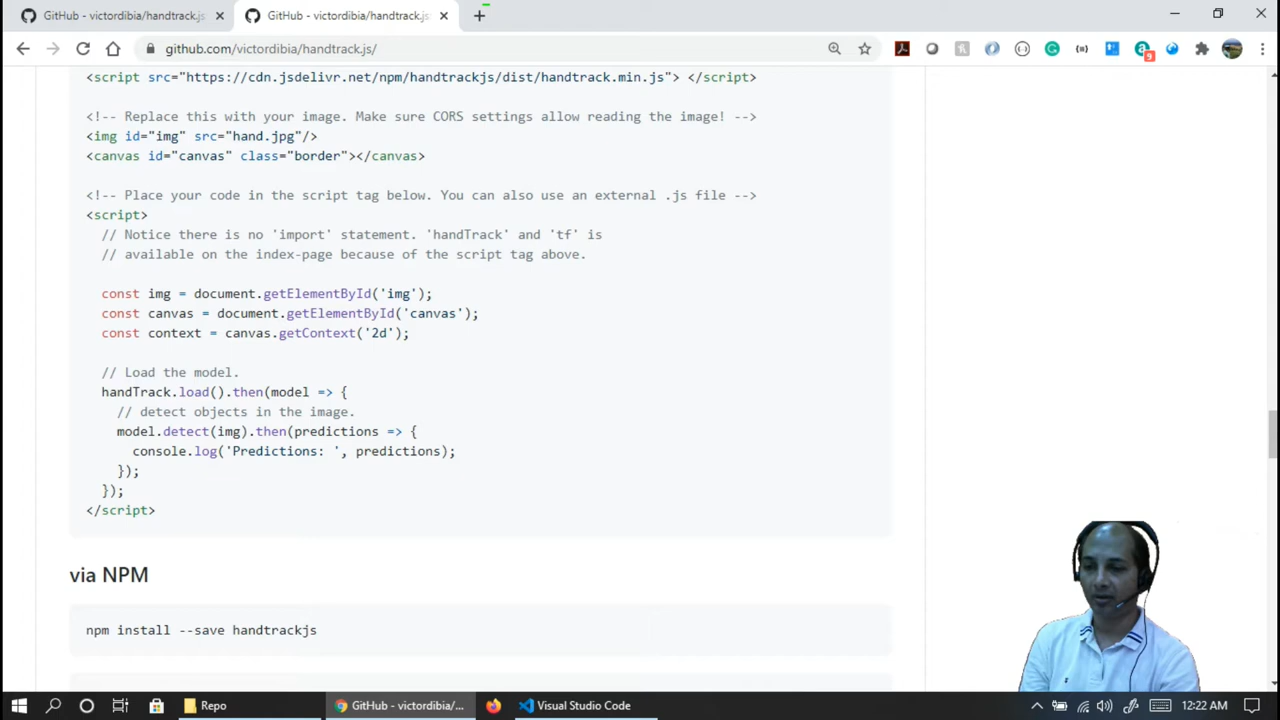 GitHub - victordibia/handtrack.js
GitHub - victordibia/handtrack.js
github.com/victordibia/handtrack.js/
9
<script src="https://cdn.jsdelivr.net/npm/handtrackjs/dist/handtrack.min.js"> </script>
<!-- Replace this with your image. Make sure CORS settings allow reading the image! -->
<img id="img" src="hand.jpg"/>
<canvas id="canvas" class="border"></canvas>
<!-- Place your code in the script tag below. You can also use an external .js file -->
<script>
// Notice there is no 'import' statement. 'handTrack' and 'tf' is
// available on the index-page because of the script tag above.
const img = document.getElementById('img');
const canvas = document.getElementById('canvas');
const context = canvas.getContext('2d');
// Load the model.
handTrack.load().then(model => {
// detect objects in the image.
model.detect(img).then(predictions => {
console.log('Predictions: ', predictions);
});
});
</script>
via NPM
npm install --save handtrackjs
Repo
GitHub - victordibia/...
Visual Studio Code
12:22 AM